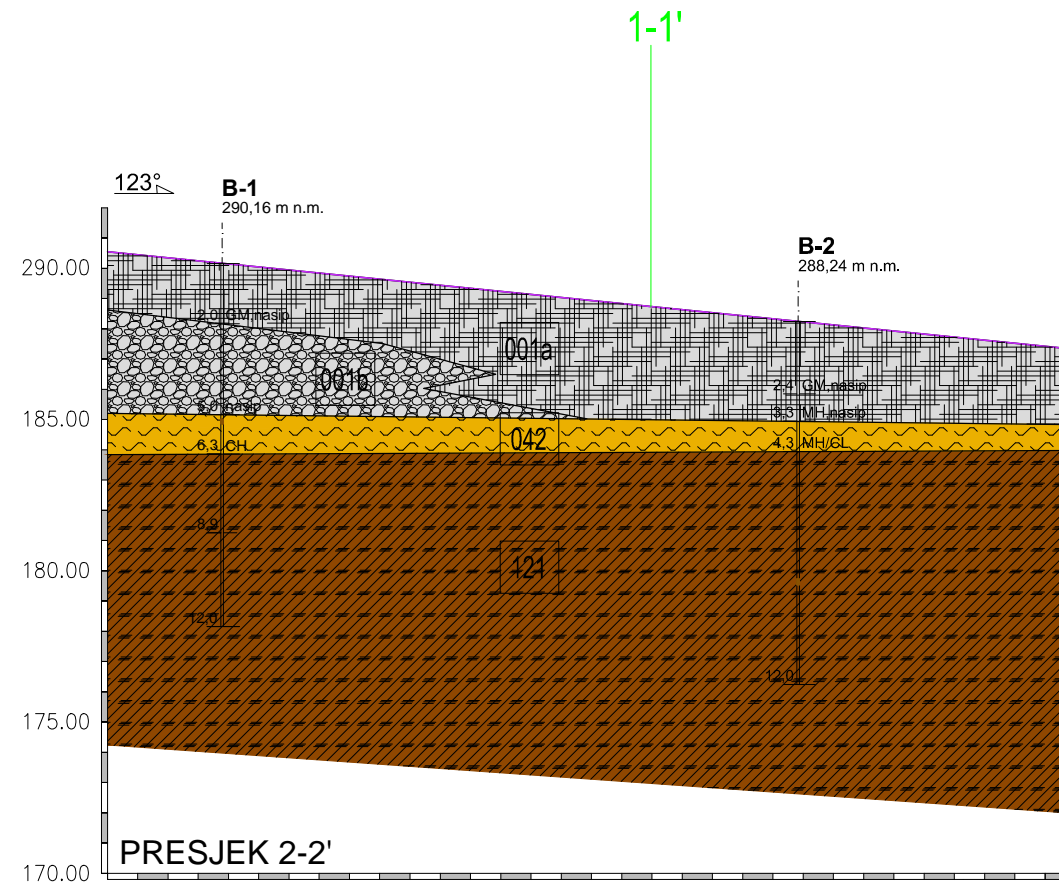 1-1'
123°
B-1
290,16 m n.m.
B-2
288,24 m n.m.
290.00
2,0 GM,nasip
001a
001b
2,4 GM,nasip
5,0 nasip
3,3 MH,nasip
185.00
6,3 CH
042
4,3 MH/CL
8,9
180.00
121
12,0
12,0
175.00
PRESJEK 2-2'
170.00